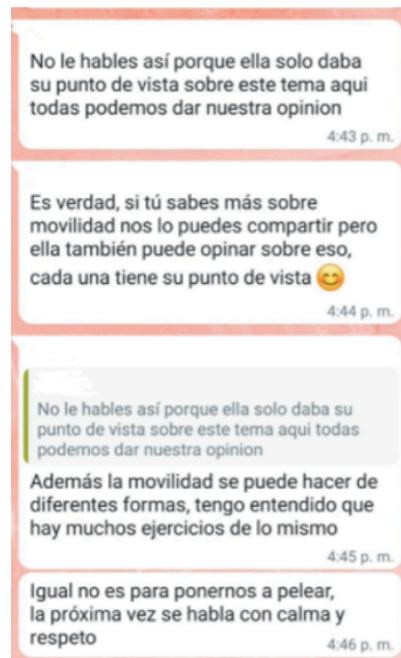 No le hables así porque ella solo daba
su punto de vista sobre este tema aqui
todas podemos dar nuestra opinion
4:43 p. m.
Es verdad, si tú sabes más sobre
movilidad nos lo puedes compartir pero
ella también puede opinar sobre eso,
cada una tiene su punto de vista 😊
4:44 p. m.
No le hables así porque ella solo daba su
punto de vista sobre este tema aqui todas
podemos dar nuestra opinion
Además la movilidad se puede hacer de
diferentes formas, tengo entendido que
hay muchos ejercicios de lo mismo
4:45 p. m.
Igual no es para ponernos a pelear,
la próxima vez se habla con calma y
respeto
4:46 p. m.